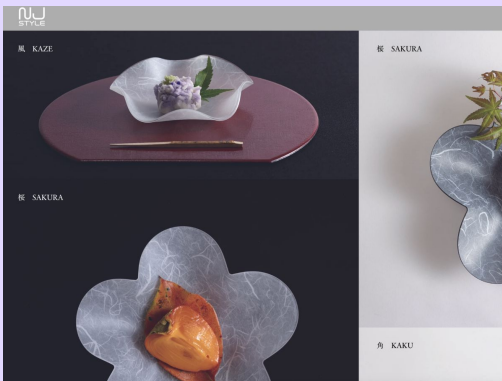 NJ
STYLE
風 KAZE
桜 SAKURA
桜 SAKURA
角 KAKU